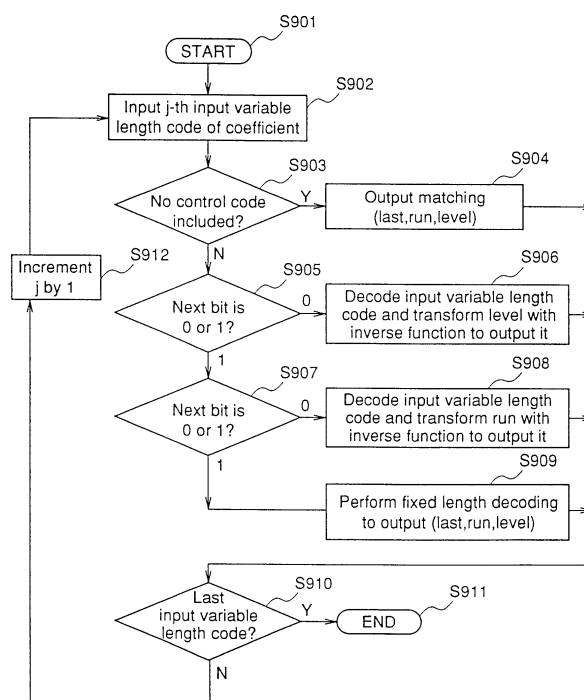 S901
START
S902
Input j-th input variable
length code of coefficient
S903
No control code
included?
Y
N
S904
Output matching
(last,run,level)
S912
Increment
j by 1
S905
Next bit is
0 or 1?
0
1
S906
Decode input variable length
code and transform level with
inverse function to output it
S907
Next bit is
0 or 1?
0
1
S908
Decode input variable length
code and transform run with
inverse function to output it
S909
Perform fixed length decoding
to output (last,run,level)
S910
Last
input variable
length code?
Y
N
S911
END